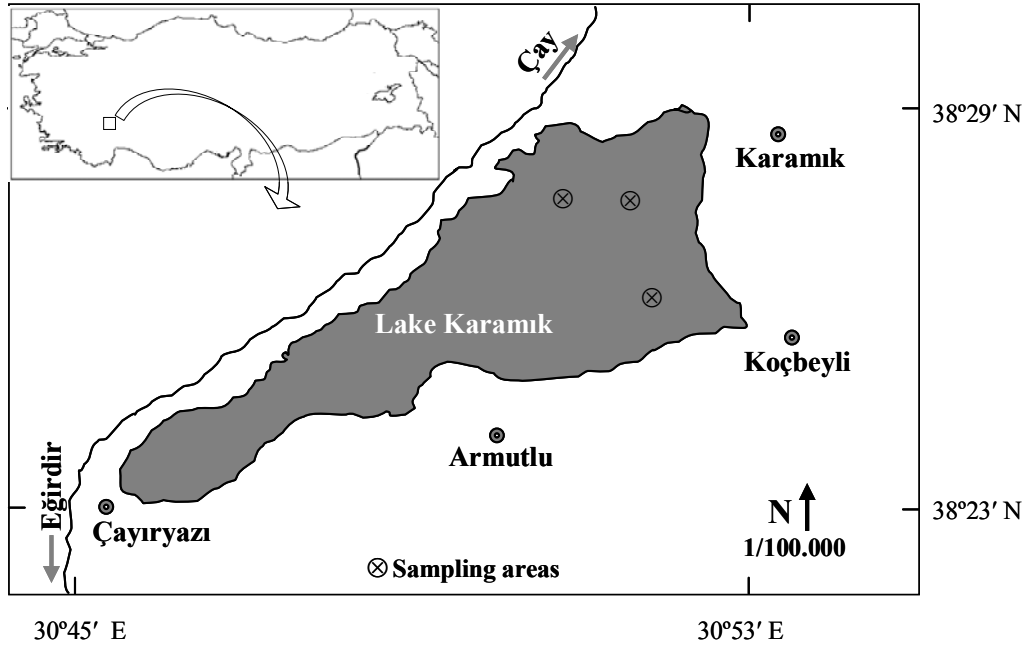 Çay
38º29′ N
Karamık
Lake Karamık
Koçbeyli
Armutlu
Eğirdir
Çayıryazı
N
38º23′ N
1/100.000
Sampling areas
30º45′ E
30º53′ E